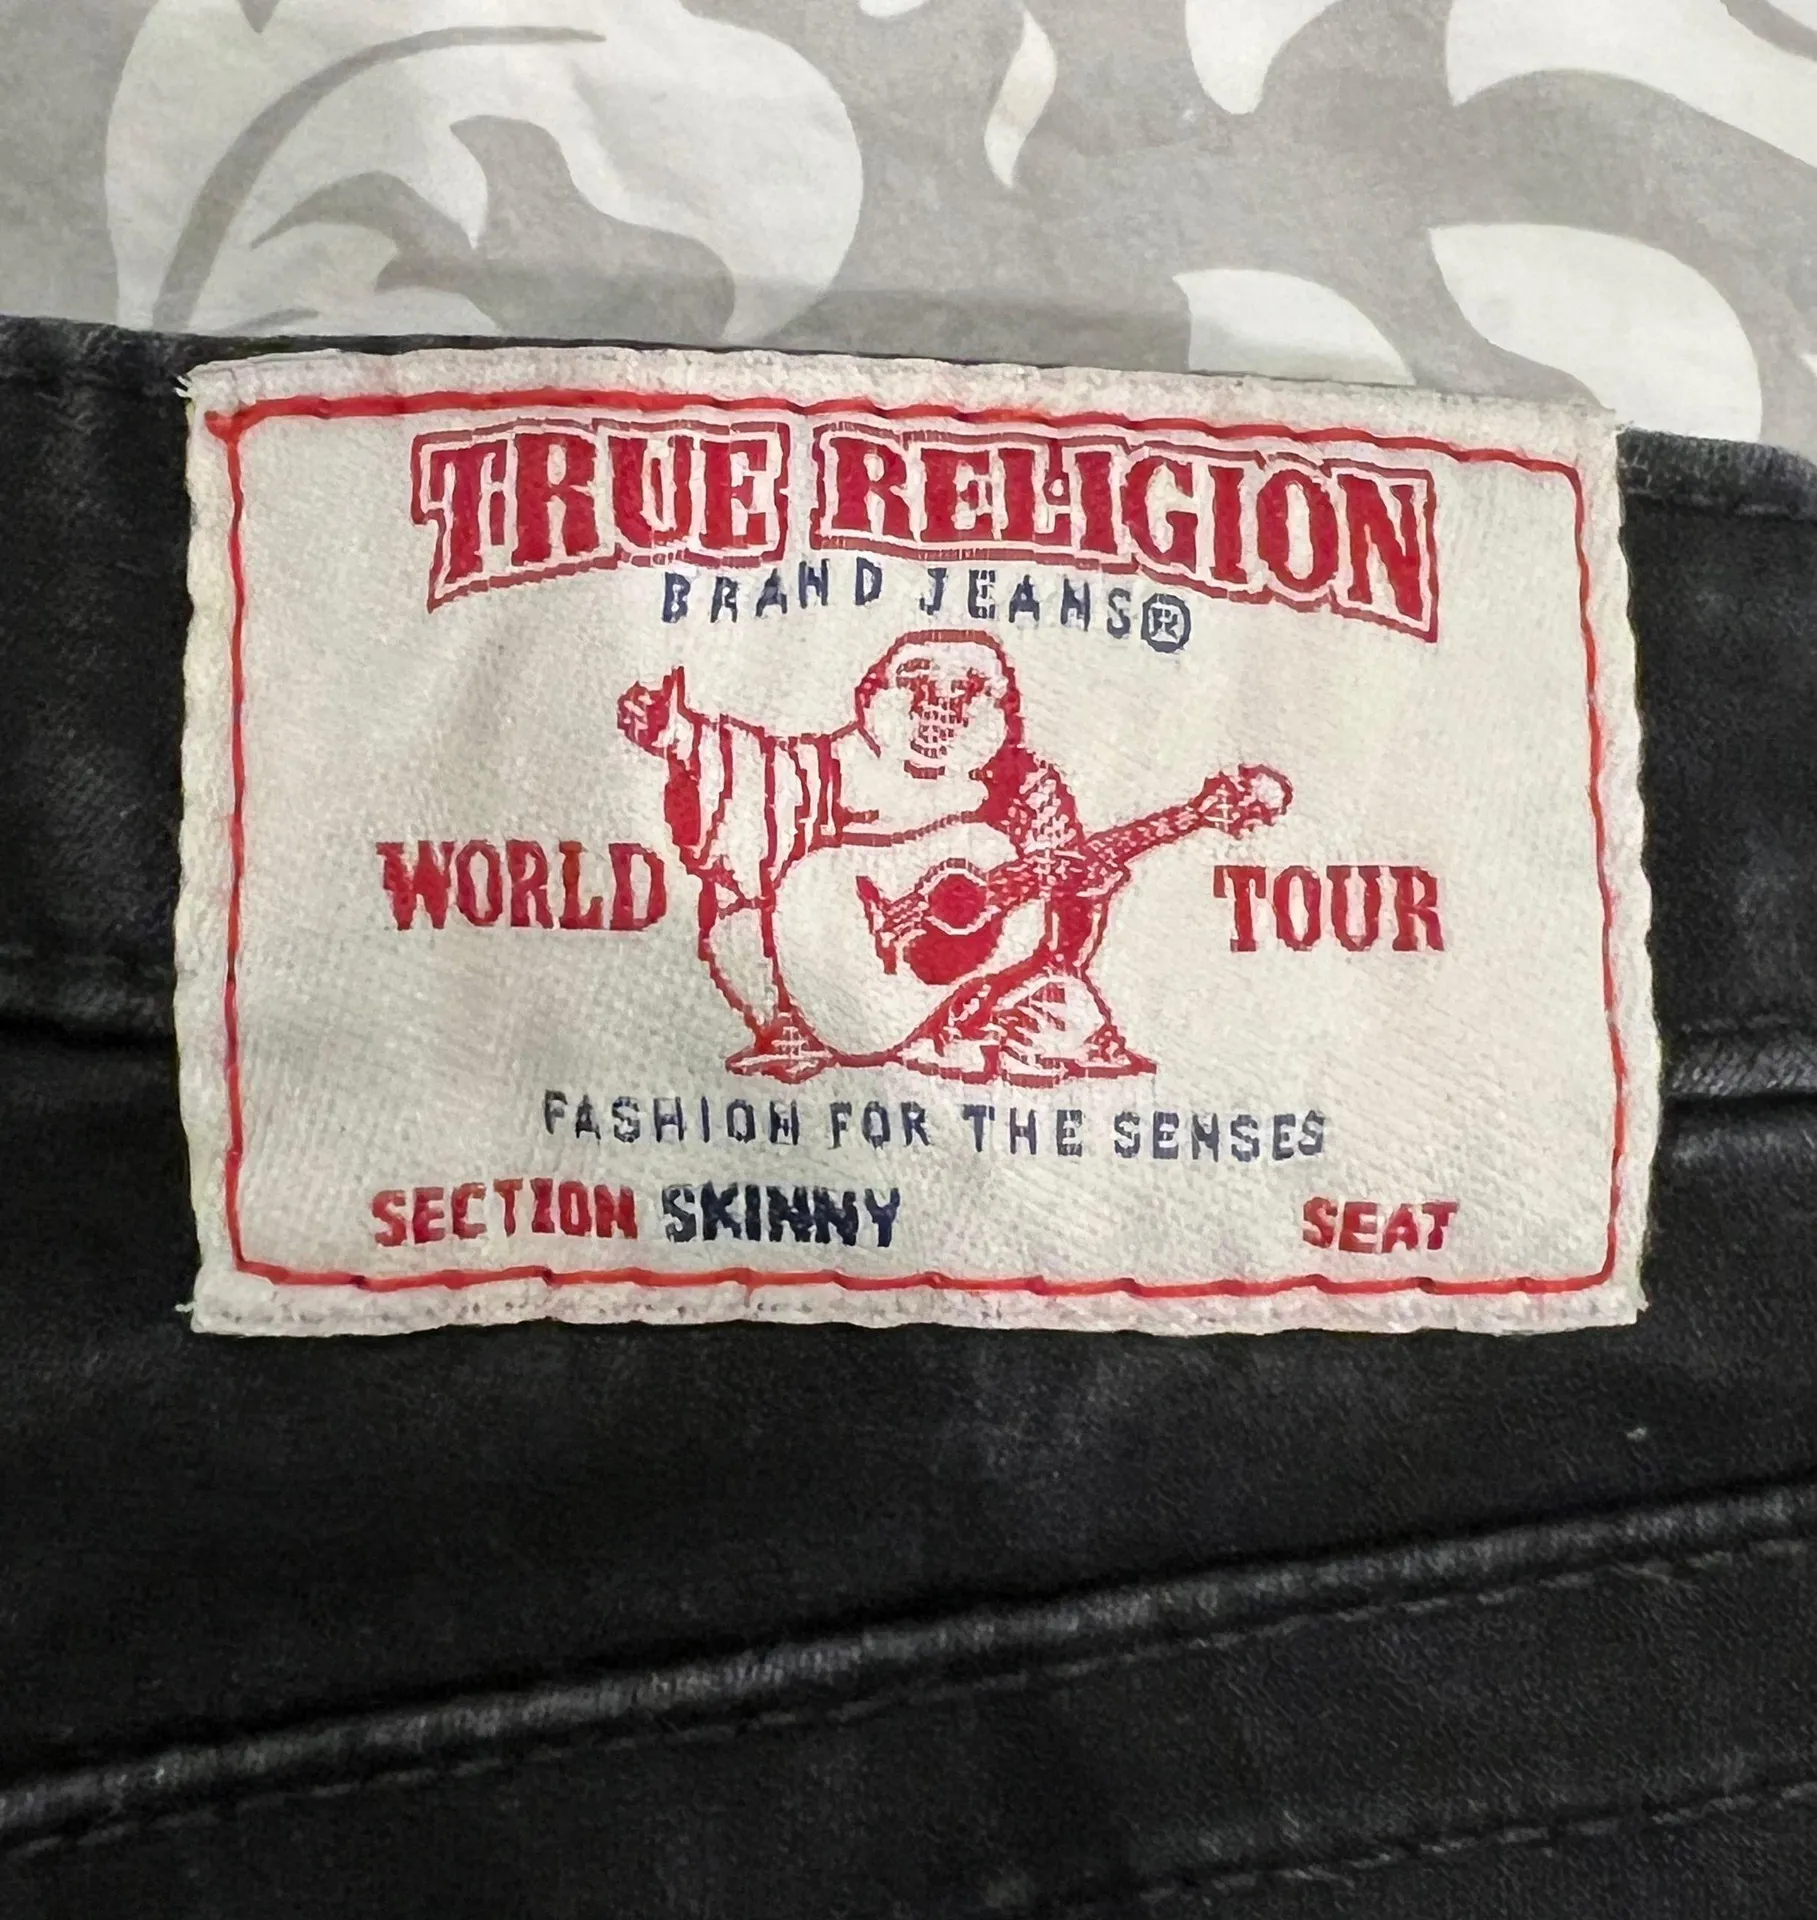 TRUE RELIGION
BRAND JEANS®
WORLD TOUR
FASHION FOR THE SENSES
SECTION SKINNY SEAT